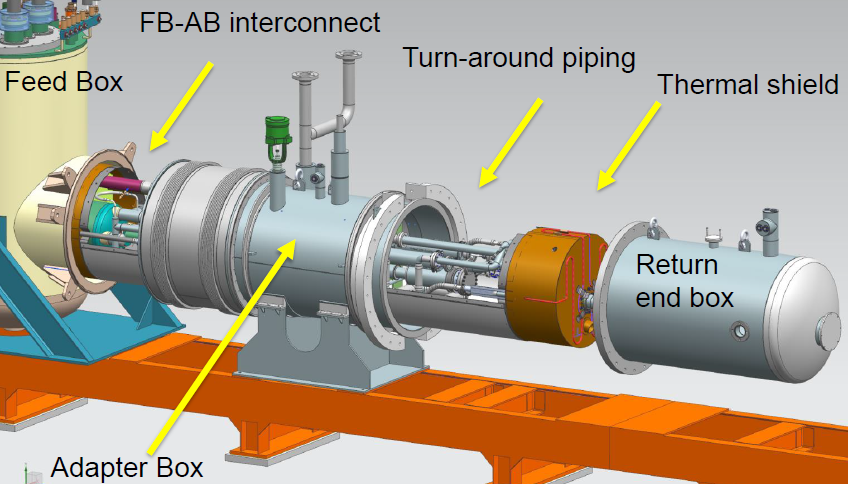 FB-AB interconnect
Feed Box
Turn-around piping
Thermal shield
Return
end box
Adapter Box